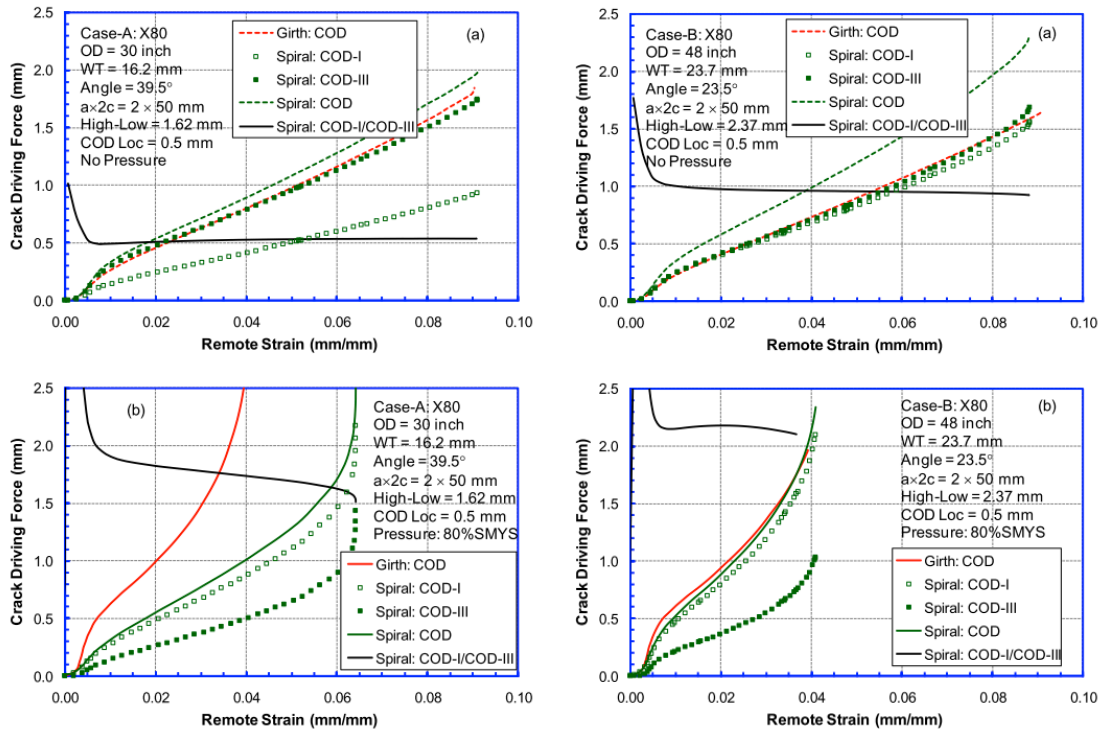 2.5
2.0
1.5
1.0
0.5
0.0
Crack Driving Force (mm)
Case-A: X80
OD = 30 inch
WT = 16.2 mm
Angle = 39.5°
a×2c = 2 × 50 mm
High-Low = 1.62 mm
COD Loc = 0.5 mm
No Pressure
Girth: COD
Spiral: COD-I
Spiral: COD-III
Spiral: COD
Spiral: COD-I/COD-III
(a)
0.00 0.02 0.04 0.06 0.08 0.10
Remote Strain (mm/mm)
2.5
2.0
1.5
1.0
0.5
0.0
Crack Driving Force (mm)
Case-B: X80
OD = 48 inch
WT = 23.7 mm
Angle = 23.5°
a×2c = 2 × 50 mm
High-Low = 2.37 mm
COD Loc = 0.5 mm
No Pressure
Girth: COD
Spiral: COD-I
Spiral: COD-III
Spiral: COD
Spiral: COD-I/COD-III
(a)
0.00 0.02 0.04 0.06 0.08 0.10
Remote Strain (mm/mm)
2.5
2.0
1.5
1.0
0.5
0.0
Crack Driving Force (mm)
(b)
Case-A: X80
OD = 30 inch
WT = 16.2 mm
Angle = 39.5°
a×2c = 2 × 50 mm
High-Low = 1.62 mm
COD Loc = 0.5 mm
Pressure: 80%SMYS
Girth: COD
Spiral: COD-I
Spiral: COD-III
Spiral: COD
Spiral: COD-I/COD-III
0.00 0.02 0.04 0.06 0.08 0.10
Remote Strain (mm/mm)
2.5
2.0
1.5
1.0
0.5
0.0
Crack Driving Force (mm)
Case-B: X80
OD = 48 inch
WT = 23.7 mm
Angle = 23.5°
a×2c = 2 × 50 mm
High-Low = 2.37 mm
COD Loc = 0.5 mm
Pressure: 80%SMYS
(b)
Girth: COD
Spiral: COD-I
Spiral: COD-III
Spiral: COD
Spiral: COD-I/COD-III
0.00 0.02 0.04 0.06 0.08 0.10
Remote Strain (mm/mm)